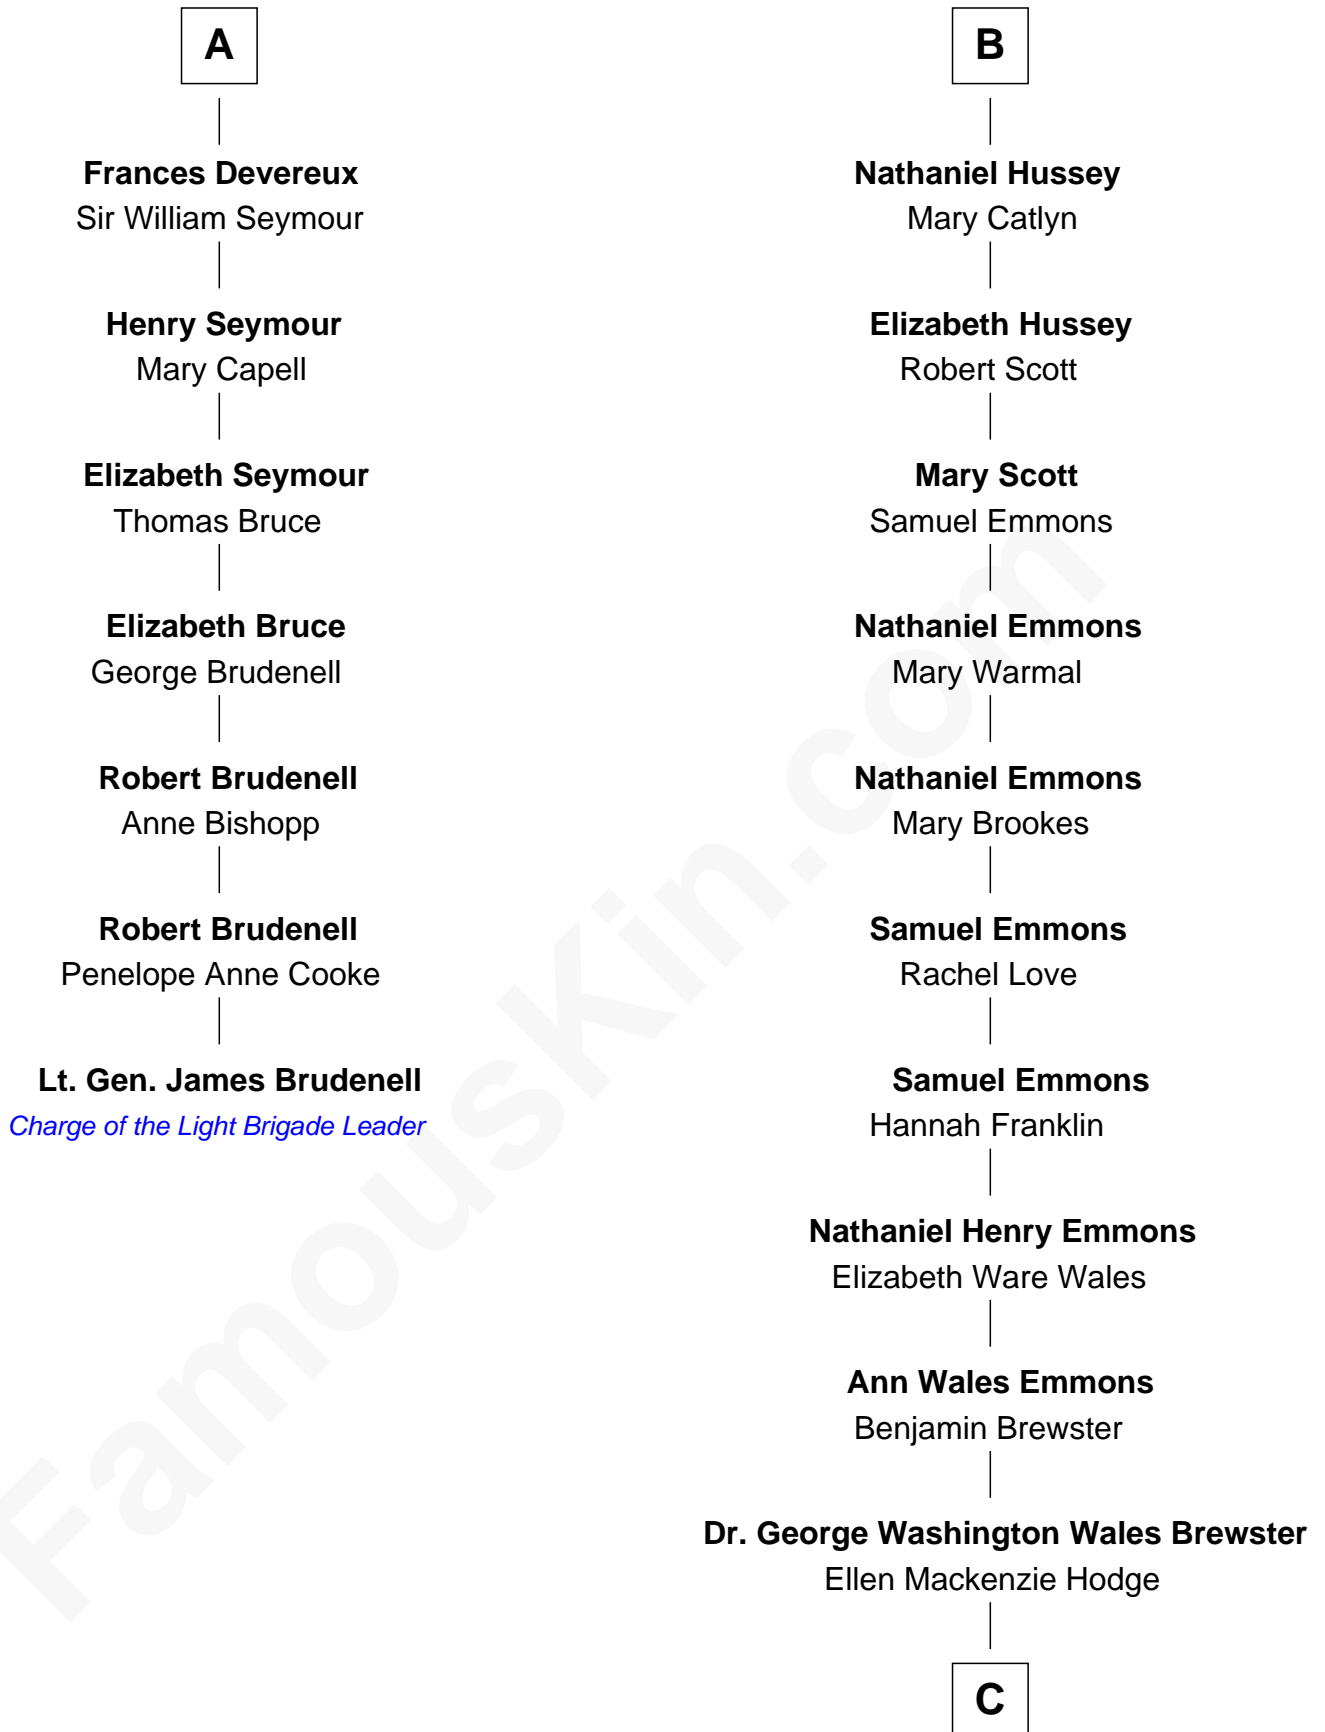 A
Frances Devereux
Sir William Seymour
Henry Seymour
Mary Capell
Elizabeth Seymour
Thomas Bruce
Elizabeth Bruce
George Brudenell
Robert Brudenell
Anne Bishopp
Robert Brudenell
Penelope Anne Cooke
Lt. Gen. James Brudenell
Charge of the Light Brigade Leader
B
Nathaniel Hussey
Mary Catlyn
Elizabeth Hussey
Robert Scott
Mary Scott
Samuel Emmons
Nathaniel Emmons
Mary Warmal
Nathaniel Emmons
Mary Brookes
Samuel Emmons
Rachel Love
Samuel Emmons
Hannah Franklin
Nathaniel Henry Emmons
Elizabeth Ware Wales
Ann Wales Emmons
Benjamin Brewster
Dr. George Washington Wales Brewster
Ellen Mackenzie Hodge
C
FamousKin.com